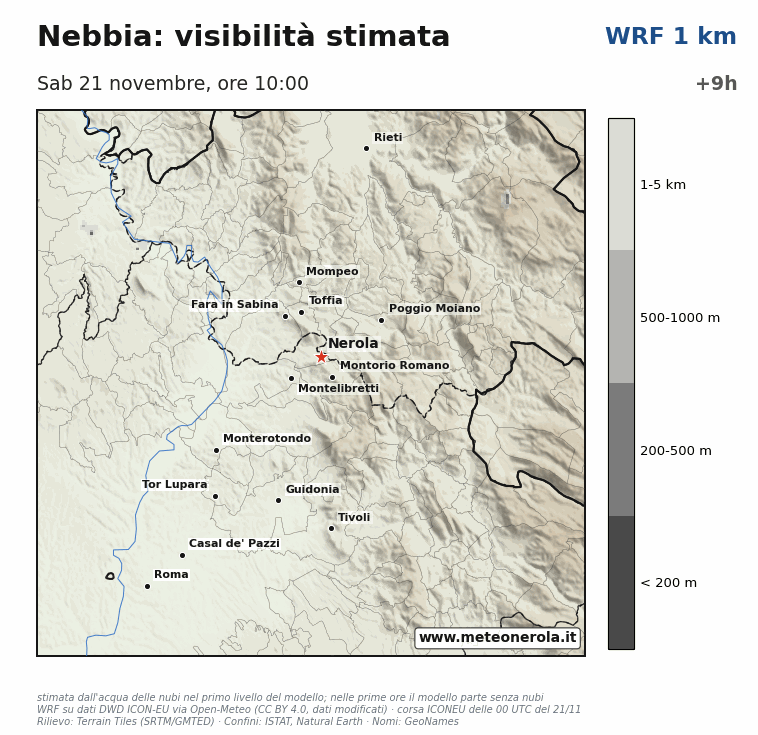 Nebbia: visibilità stimata
WRF 1 km
Sab 21 novembre, ore 10:00
+9h
Rieti
1-5 km
Mompeo
Toffia
Fara in Sabina
Poggio Moiano
500-1000 m
Nerola
Montorio Romano
Montelibretti
Monterotondo
200-500 m
Tor Lupara
Guidonia
Tivoli
Casal de' Pazzi
Roma
< 200 m
www.meteonerola.it
stimata dall'acqua delle nubi nel primo livello del modello; nelle prime ore il modello parte senza nubi
WRF su dati DWD ICON-EU via Open-Meteo (CC BY 4.0, dati modificati) · corsa ICONEU delle 00 UTC del 21/11
Rilievo: Terrain Tiles (SRTM/GMTED) · Confini: ISTAT, Natural Earth · Nomi: GeoNames